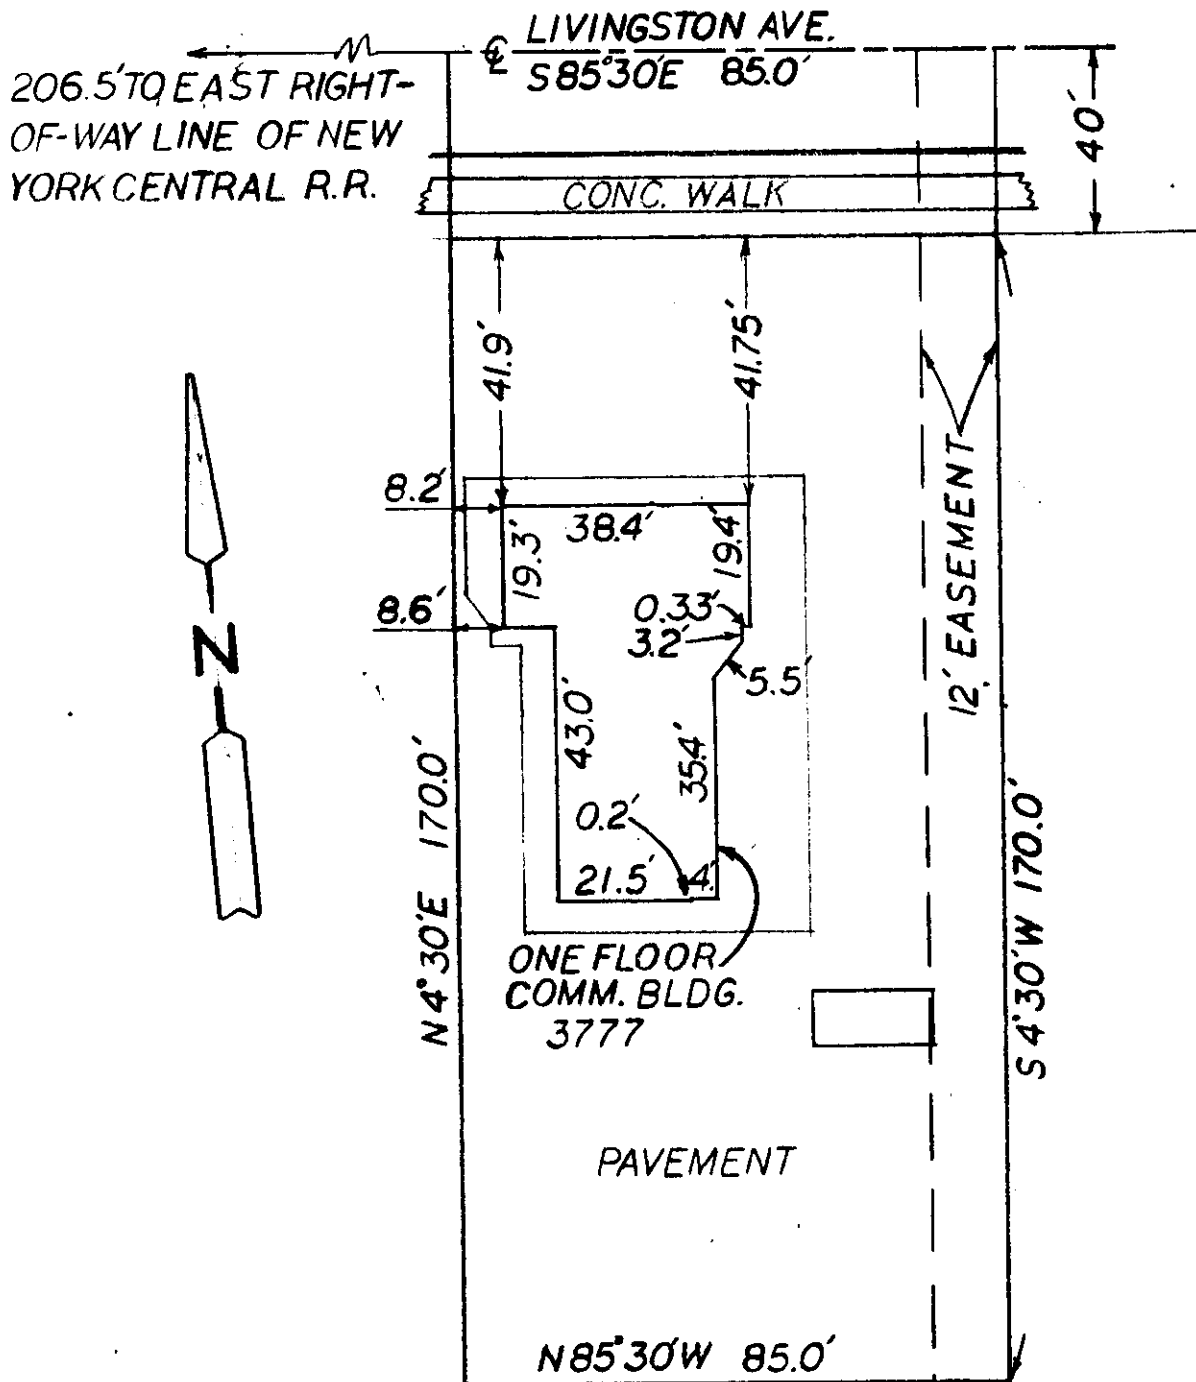 LIVINGSTON AVE.
℄ S 85°30'E 85.0'
206.5' TO EAST RIGHT-
OF-WAY LINE OF NEW
YORK CENTRAL R.R.
40'
CONC. WALK
41.9'
41.75'
8.2'
38.4'
19.3'
19.4'
8.6'
0.33'
3.2'
5.5'
12' EASEMENT
N
43.0'
35.4'
0.2'
21.5'
4'
N 4°30'E 170.0'
S 4°30'W 170.0'
ONE FLOOR
COMM. BLDG.
3777
PAVEMENT
N 85°30'W 85.0'